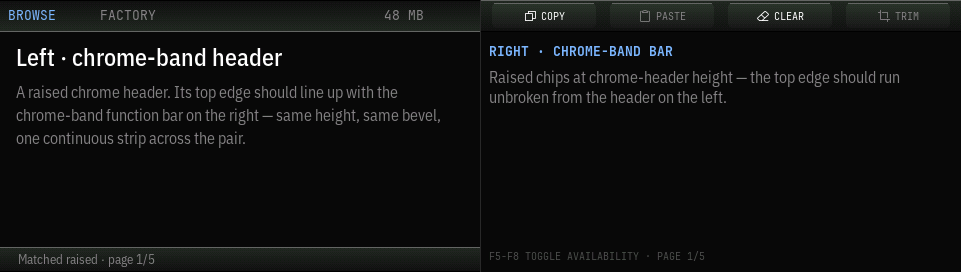 BROWSE FACTORY 48 MB
Left · chrome-band header
A raised chrome header. Its top edge should line up with the
chrome-band function bar on the right — same height, same bevel,
one continuous strip across the pair.
Matched raised · page 1/5
COPY PASTE CLEAR TRIM
RIGHT · CHROME-BAND BAR
Raised chips at chrome-header height — the top edge should run
unbroken from the header on the left.
F5-F8 TOGGLE AVAILABILITY · PAGE 1/5